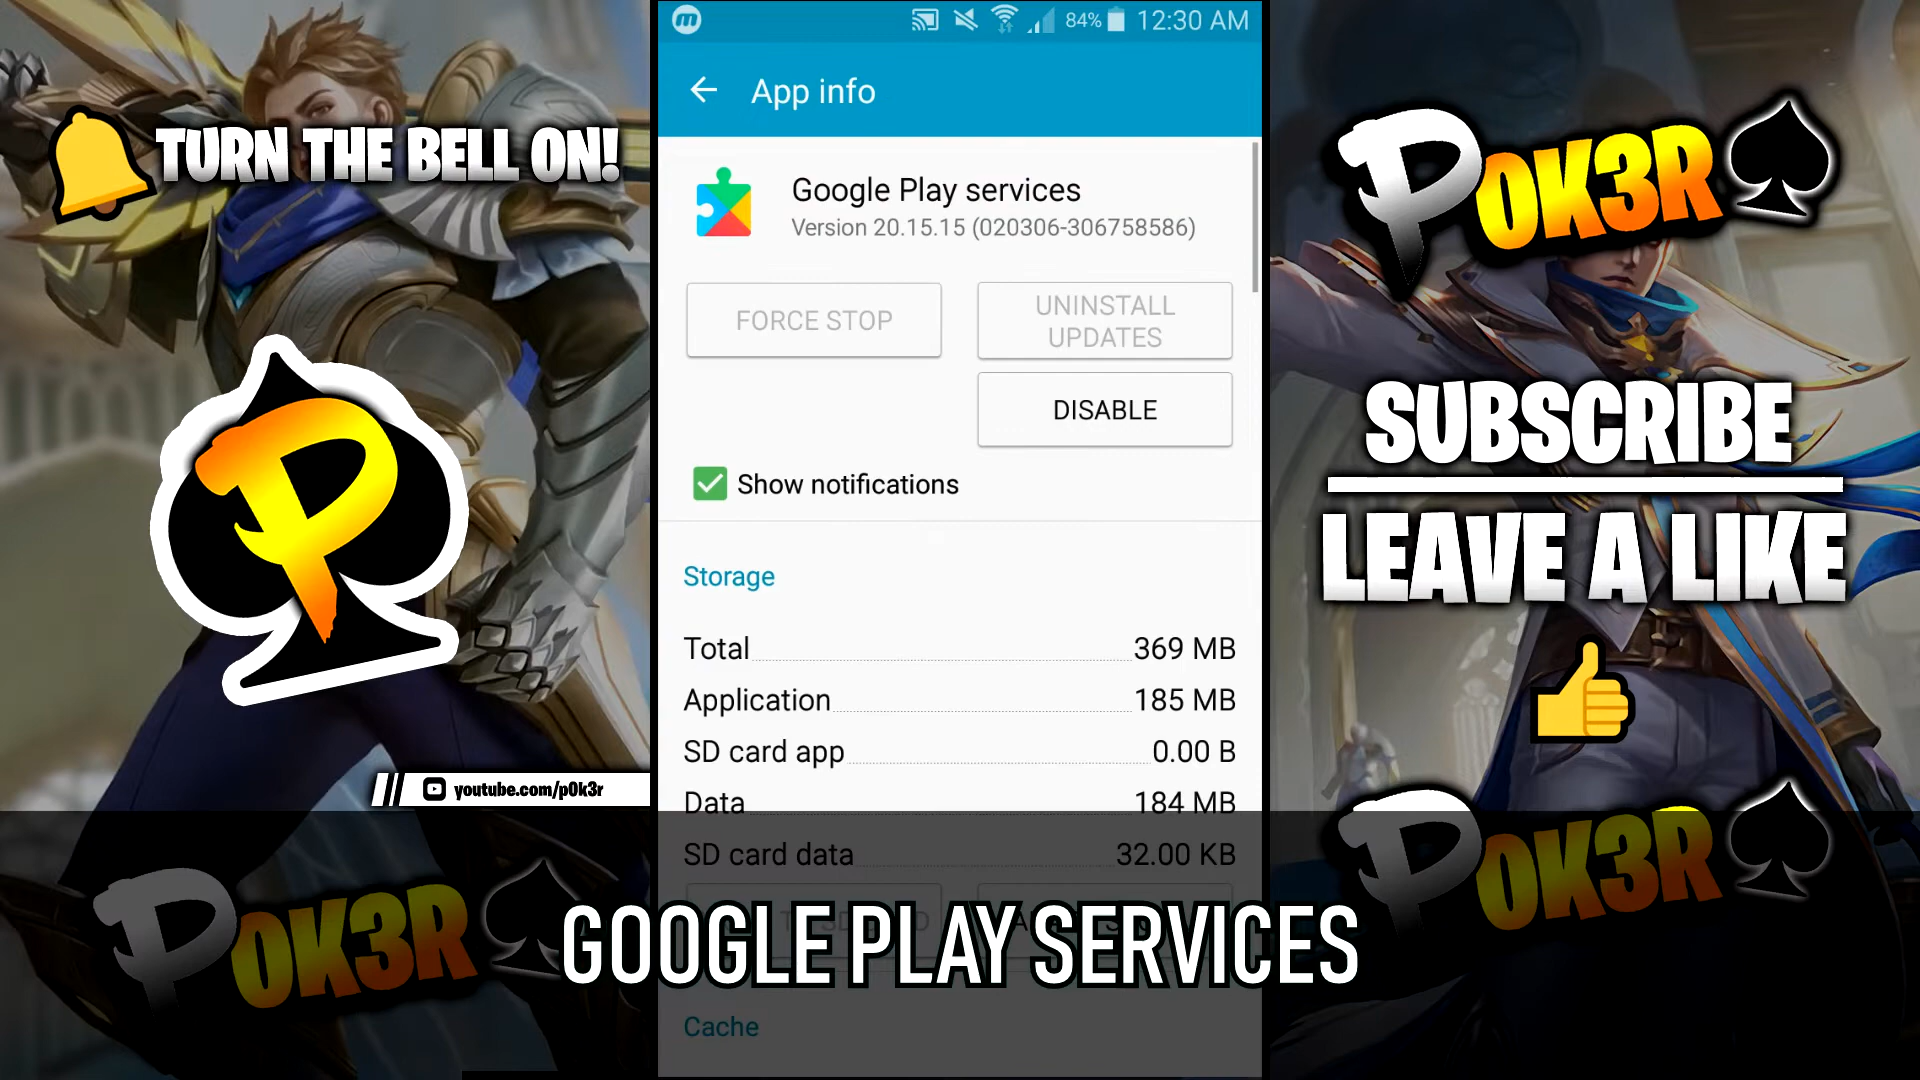 TURN THE BELL ON!
P
youtube.com/p0k3r
P0K3R
84% 12:30 AM
App info
Google Play services
Version 20.15.15 (020306-306758586)
FORCE STOP
UNINSTALL
UPDATES
DISABLE
Show notifications
Storage
Total 369 MB
Application 185 MB
SD card app 0.00 B
Data 184 MB
SD card data 32.00 KB
GOOGLE PLAY SERVICES
Cache
P0K3R
SUBSCRIBE
LEAVE A LIKE
P0K3R